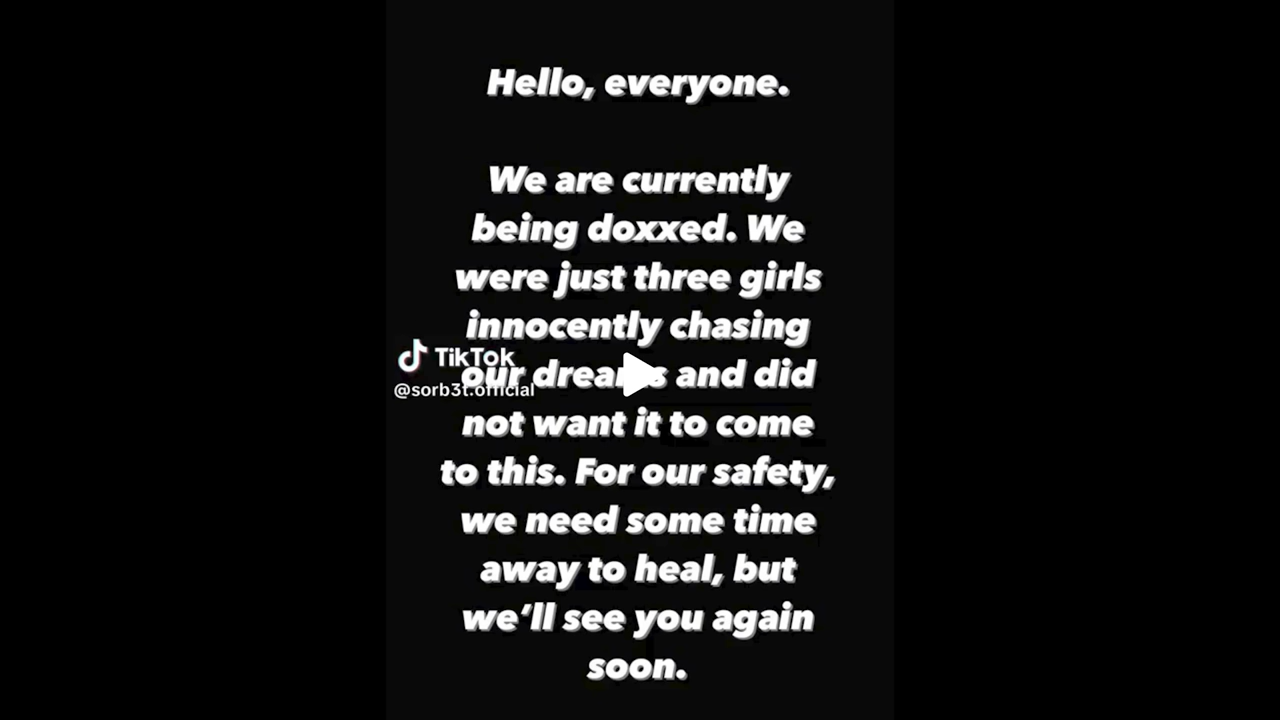 Hello, everyone.
We are currently
being doxxed. We
were just three girls
innocently chasing
TikTok
our dreams and did
@sorb3t.official
not want it to come
to this. For our safety,
we need some time
away to heal, but
we'll see you again
soon.